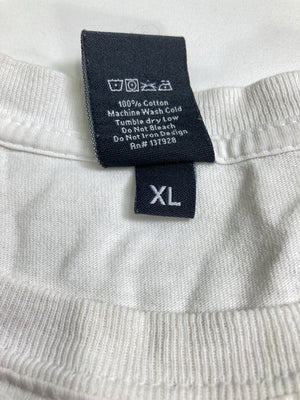 100% Cotton
Machine Wash Cold
Tumble dry Low
Do Not Bleach
Do Not Iron Design
Rn# 137928
XL